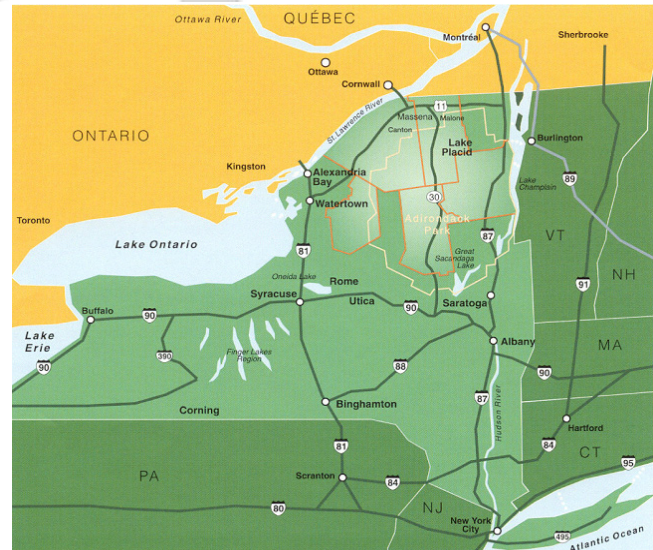 Ottawa River
QUÉBEC
Montréal
Sherbrooke
Ottawa
Cornwall
St. Lawrence River
11
Massena
Malone
Canton
ONTARIO
Lake
Placid
Burlington
Kingston
Alexandria
Bay
Lake
Champlain
89
Watertown
30
Adirondack
Park
Toronto
Lake Ontario
81
87
VT
Great
Sacandaga
Lake
Oneida Lake
Rome
NH
91
Syracuse
Utica
90
Saratoga
Buffalo
90
Lake
Erie
90
390
Finger Lakes
Region
Albany
MA
88
90
87
Hudson River
Corning
Binghamton
Hartford
81
84
CT
95
PA
Scranton
84
80
NJ
New York
City
495
Atlantic Ocean